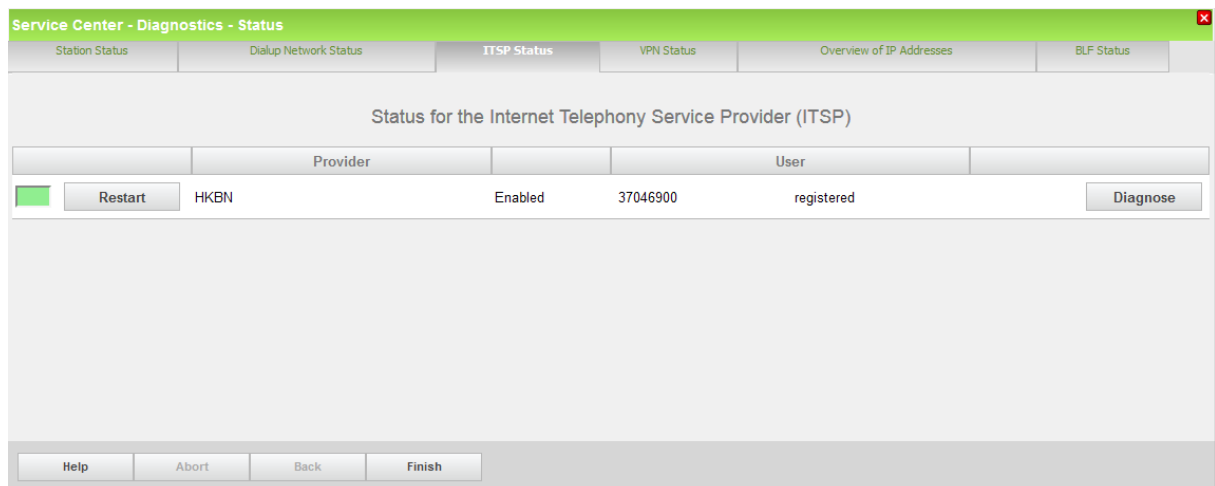 Service Center - Diagnostics - Status
Station Status Dialup Network Status ITSP Status VPN Status Overview of IP Addresses BLF Status
Status for the Internet Telephony Service Provider (ITSP)
Provider User
Restart HKBN Enabled 37046900 registered Diagnose
Help Abort Back Finish